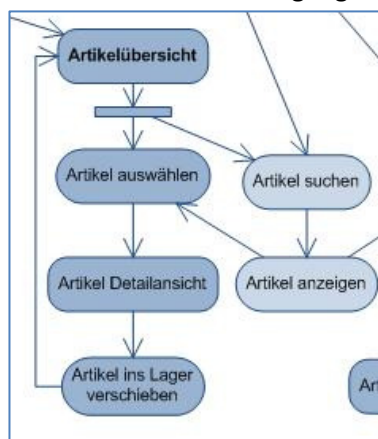 Artikelübersicht
Artikel auswählen
Artikel suchen
Artikel Detailansicht
Artikel anzeigen
Artikel ins Lager
verschieben